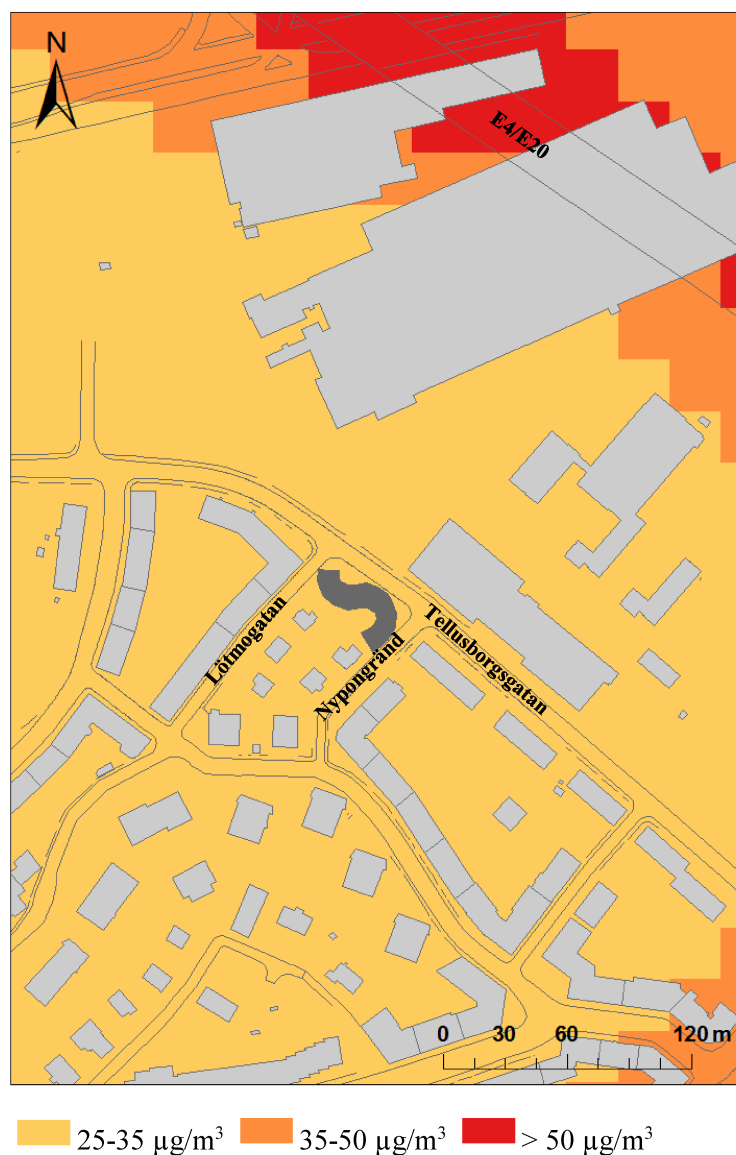 N
E4/E20
Lötmogatan
Nypongränd
Tellusborgsgatan
0 30 60 120 m
25-35 µg/m³ 35-50 µg/m³ > 50 µg/m³